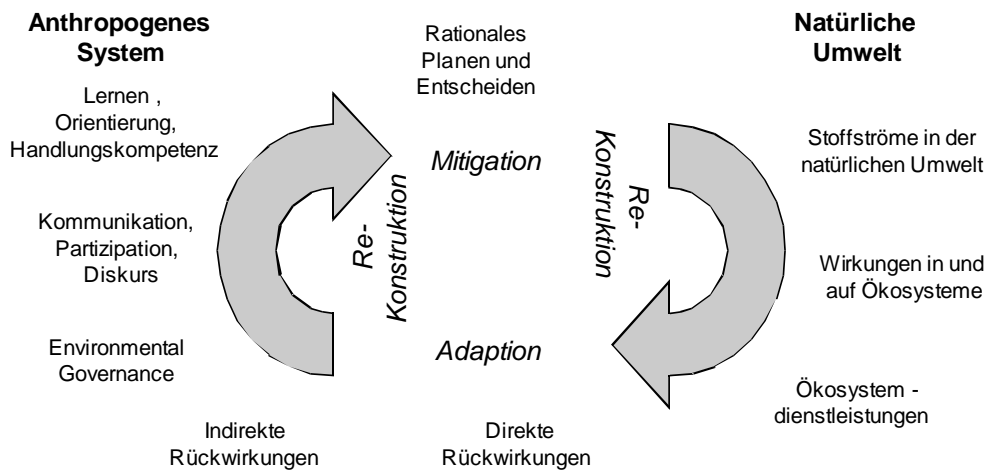 Anthropogenes
System
Lernen ,
Orientierung,
Handlungskompetenz
Kommunikation,
Partizipation,
Diskurs
Environmental
Governance
Indirekte
Rückwirkungen
Re-
Konstruktion
Rationales
Planen und
Entscheiden
Mitigation
Adaption
Direkte
Rückwirkungen
Re-
Konstruktion
Natürliche
Umwelt
Stoffströme in der
natürlichen Umwelt
Wirkungen in und
auf Ökosysteme
Ökosystem -
dienstleistungen